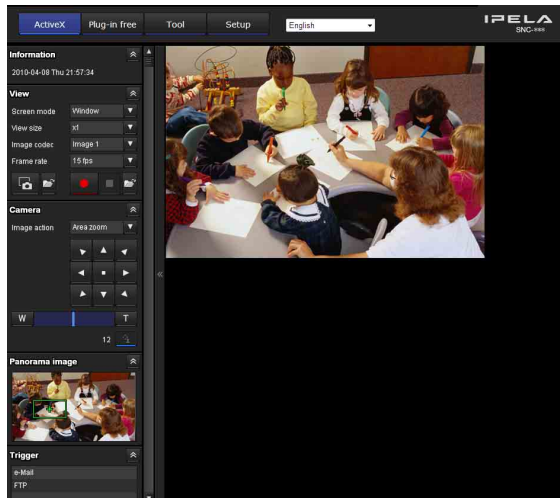 ActiveX Plug-in free Tool Setup English
IPELA
SNC-
Information
2010-04-08 Thu 21:57:34
View
Screen mode Window
View size x1
Image codec Image 1
Frame rate 15 fps
Camera
Image action Area zoom
W T
12
Panorama image
Trigger
e-Mail
FTP